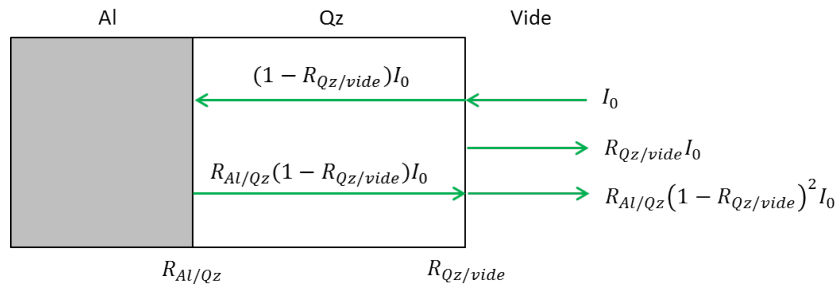 Al Qz Vide
(1 − R_{Qz/vide})I_0
I_0
R_{Qz/vide}I_0
R_{Al/Qz}(1 − R_{Qz/vide})I_0
R_{Al/Qz}(1 − R_{Qz/vide})^2 I_0
R_{Al/Qz} R_{Qz/vide}